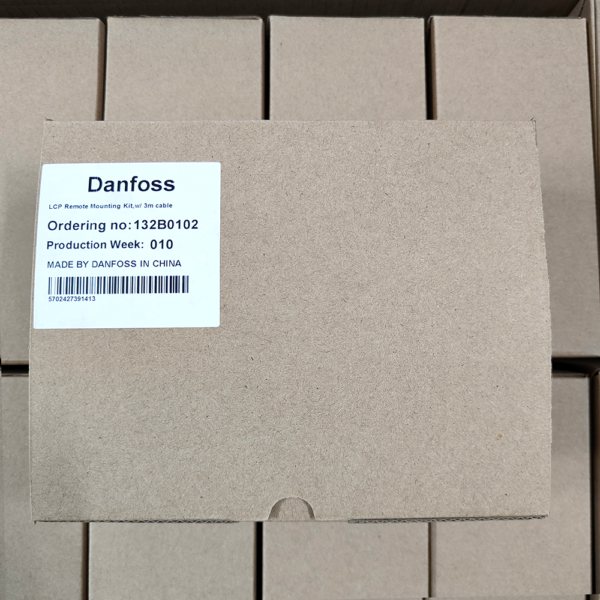 Danfoss
LCP Remote Mounting Kit,w/ 3m cable
Ordering no:132B0102
Production Week: 010
MADE BY DANFOSS IN CHINA
5702427391413